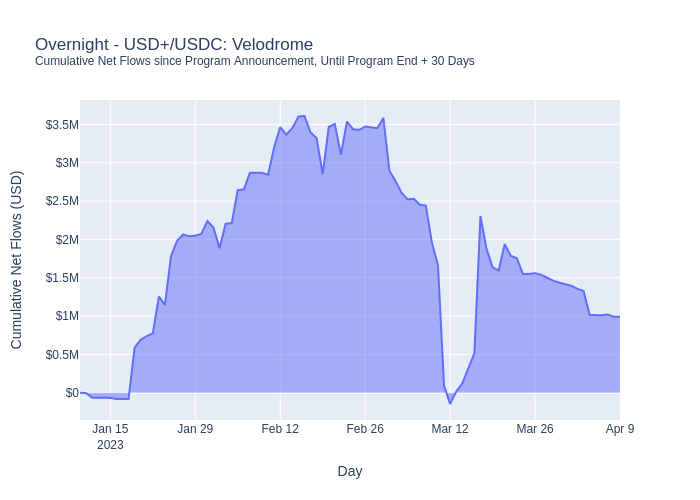 Overnight - USD+/USDC: Velodrome
Cumulative Net Flows since Program Announcement, Until Program End + 30 Days
Cumulative Net Flows (USD)
$3.5M
$3M
$2.5M
$2M
$1.5M
$1M
$0.5M
$0
Jan 15 Jan 29 Feb 12 Feb 26 Mar 12 Mar 26 Apr 9
2023
Day